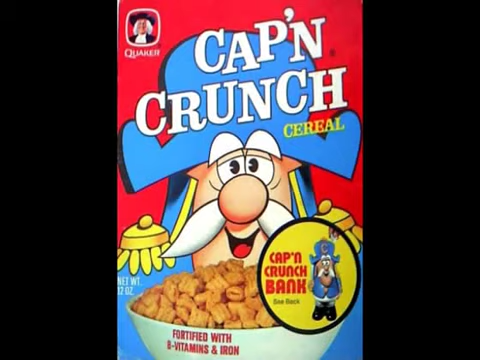 QUAKER
CAP'N
CRUNCH
CEREAL
CAP'N
CRUNCH
BANK
See Back
NET WT.
12 OZ.
FORTIFIED WITH
B-VITAMINS & IRON